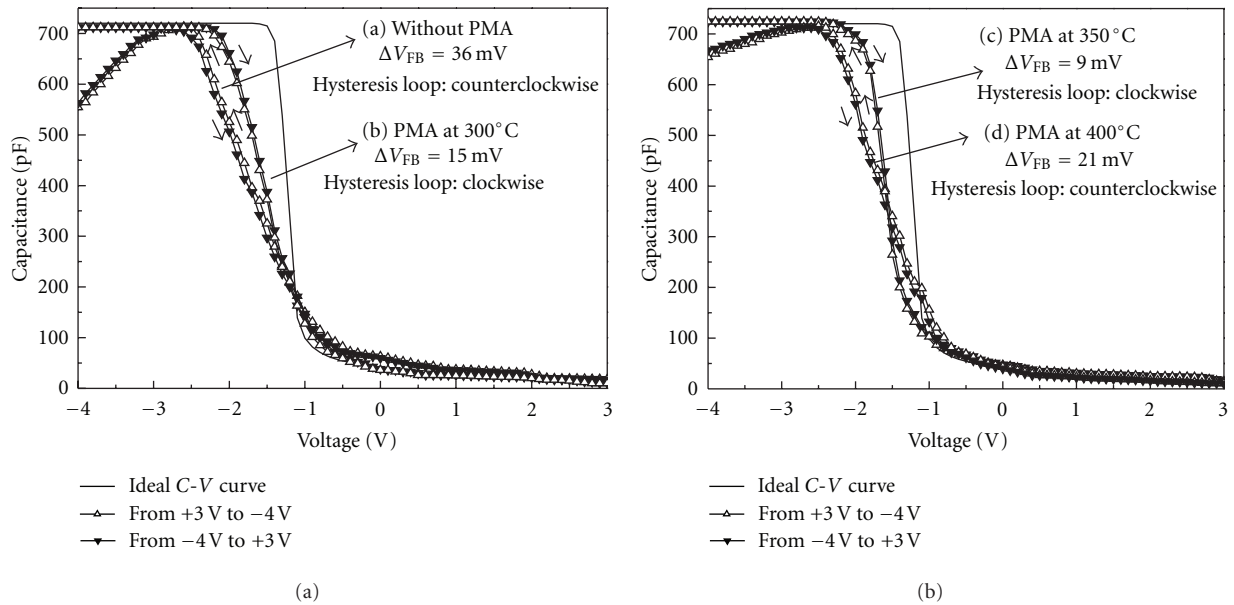 700
600
500
400
300
200
100
0
Capacitance (pF)
−4 −3 −2 −1 0 1 2 3
Voltage (V)
(a) Without PMA
ΔV_FB = 36 mV
Hysteresis loop: counterclockwise
(b) PMA at 300°C
ΔV_FB = 15 mV
Hysteresis loop: clockwise
Ideal C-V curve
From +3 V to −4 V
From −4 V to +3 V
(a)
700
600
500
400
300
200
100
0
Capacitance (pF)
−4 −3 −2 −1 0 1 2 3
Voltage (V)
(c) PMA at 350°C
ΔV_FB = 9 mV
Hysteresis loop: clockwise
(d) PMA at 400°C
ΔV_FB = 21 mV
Hysteresis loop: counterclockwise
Ideal C-V curve
From +3 V to −4 V
From −4 V to +3 V
(b)